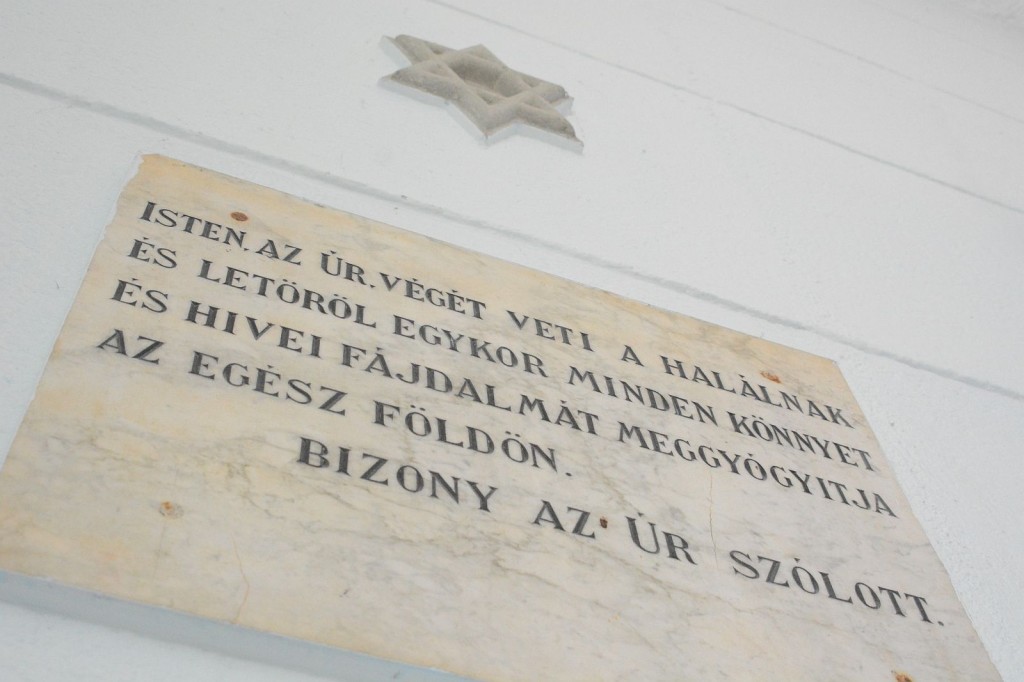 ISTEN, AZ ÚR. VÉGÉT VETI A HALÁLNAK
ÉS LETÖRÖL EGYKOR MINDEN KÖNNYET
ÉS HIVEI FÁJDALMÁT MEGGYÓGYITJA
AZ EGÉSZ FÖLDÖN.
BIZONY AZ ÚR SZÓLOTT.